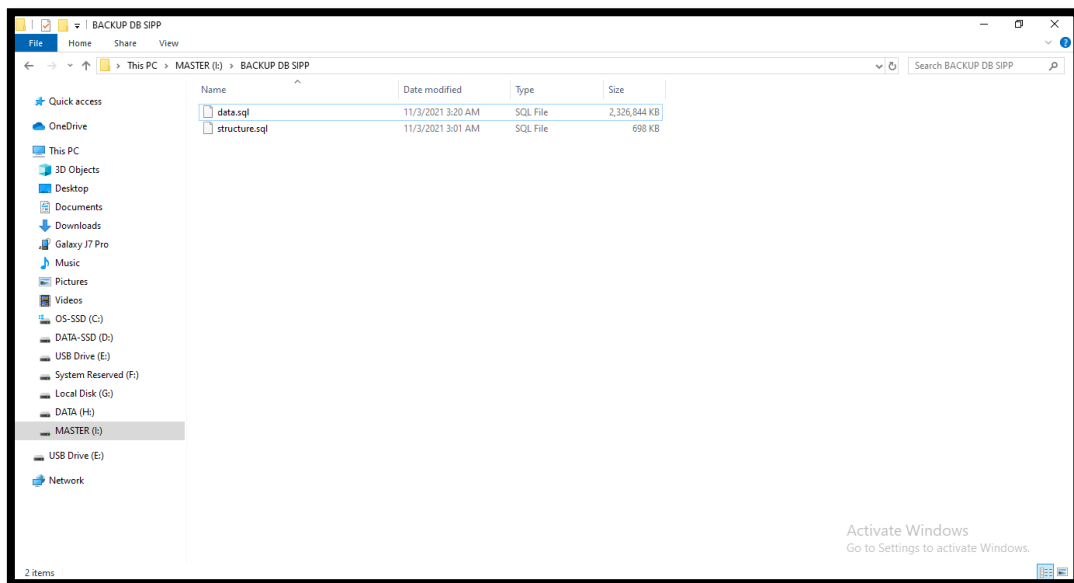 BACKUP DB SIPP
File Home Share View
This PC > MASTER (I:) > BACKUP DB SIPP
Search BACKUP DB SIPP
Name Date modified Type Size
data.sql 11/3/2021 3:20 AM SQL File 2,326,844 KB
structure.sql 11/3/2021 3:01 AM SQL File 698 KB
Quick access
OneDrive
This PC
3D Objects
Desktop
Documents
Downloads
Galaxy J7 Pro
Music
Pictures
Videos
OS-SSD (C:)
DATA-SSD (D:)
USB Drive (E:)
System Reserved (F:)
Local Disk (G:)
DATA (H:)
MASTER (I:)
USB Drive (E:)
Network
Activate Windows
Go to Settings to activate Windows.
2 items